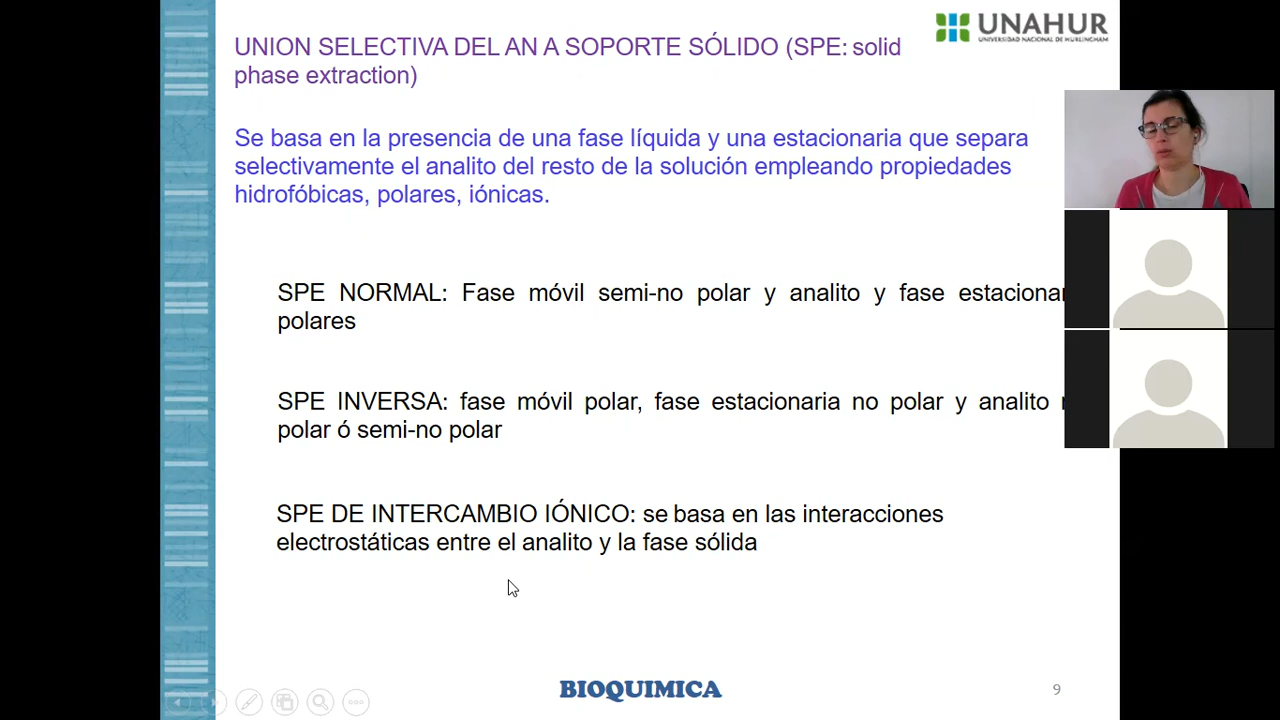 UNAHUR
UNIVERSIDAD NACIONAL DE HURLINGHAM
UNION SELECTIVA DEL AN A SOPORTE SÓLIDO (SPE: solid
phase extraction)
Se basa en la presencia de una fase líquida y una estacionaria que separa
selectivamente el analito del resto de la solución empleando propiedades
hidrofóbicas, polares, iónicas.
SPE NORMAL: Fase móvil semi-no polar y analito y fase estacionar
polares
SPE INVERSA: fase móvil polar, fase estacionaria no polar y analito
polar ó semi-no polar
SPE DE INTERCAMBIO IÓNICO: se basa en las interacciones
electrostáticas entre el analito y la fase sólida
BIOQUIMICA
9